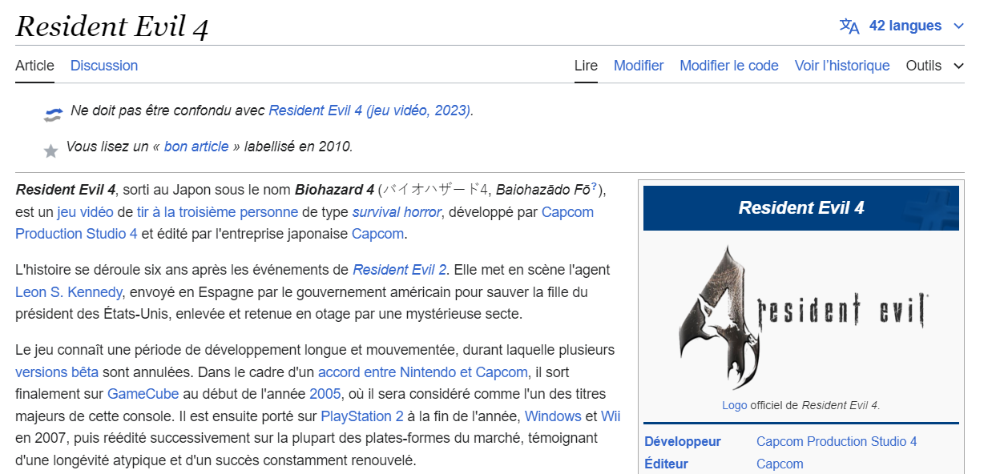 Resident Evil 4
42 langues
Article Discussion Lire Modifier Modifier le code Voir l’historique Outils
Ne doit pas être confondu avec Resident Evil 4 (jeu vidéo, 2023).
Vous lisez un « bon article » labellisé en 2010.
Resident Evil 4, sorti au Japon sous le nom Biohazard 4 (バイオハザード4, Baiohazādo Fō?),
est un jeu vidéo de tir à la troisième personne de type survival horror, développé par Capcom
Production Studio 4 et édité par l'entreprise japonaise Capcom.
L'histoire se déroule six ans après les événements de Resident Evil 2. Elle met en scène l'agent
Leon S. Kennedy, envoyé en Espagne par le gouvernement américain pour sauver la fille du
président des États-Unis, enlevée et retenue en otage par une mystérieuse secte.
Le jeu connaît une période de développement longue et mouvementée, durant laquelle plusieurs
versions bêta sont annulées. Dans le cadre d'un accord entre Nintendo et Capcom, il sort
finalement sur GameCube au début de l'année 2005, où il sera considéré comme l'un des titres
majeurs de cette console. Il est ensuite porté sur PlayStation 2 à la fin de l'année, Windows et Wii
en 2007, puis réédité successivement sur la plupart des plates-formes du marché, témoignant
d'une longévité atypique et d'un succès constamment renouvelé.
Resident Evil 4
4 resident evil
Logo officiel de Resident Evil 4.
Développeur Capcom Production Studio 4
Éditeur Capcom